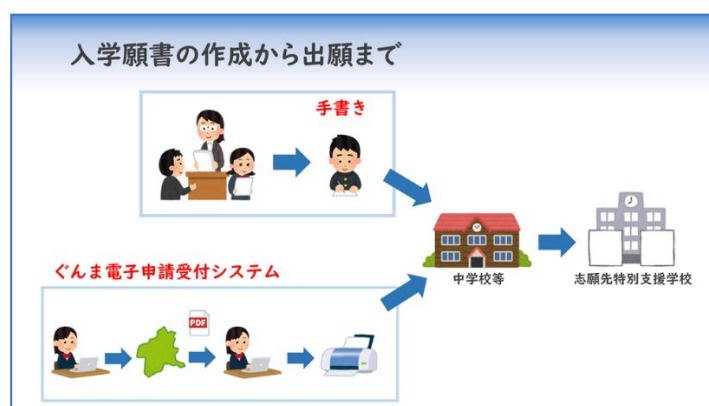 入学願書の作成から出願まで
手書き
中学校等
志願先特別支援学校
ぐんま電子申請受付システム
PDF